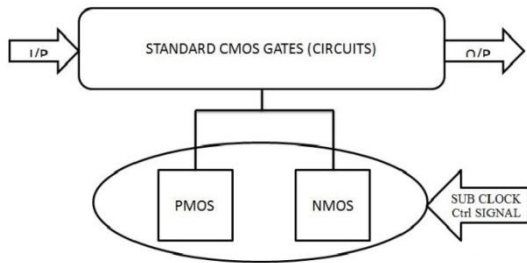 I/P
STANDARD CMOS GATES (CIRCUITS)
O/P
PMOS
NMOS
SUB CLOCK
Ctrl SIGNAL